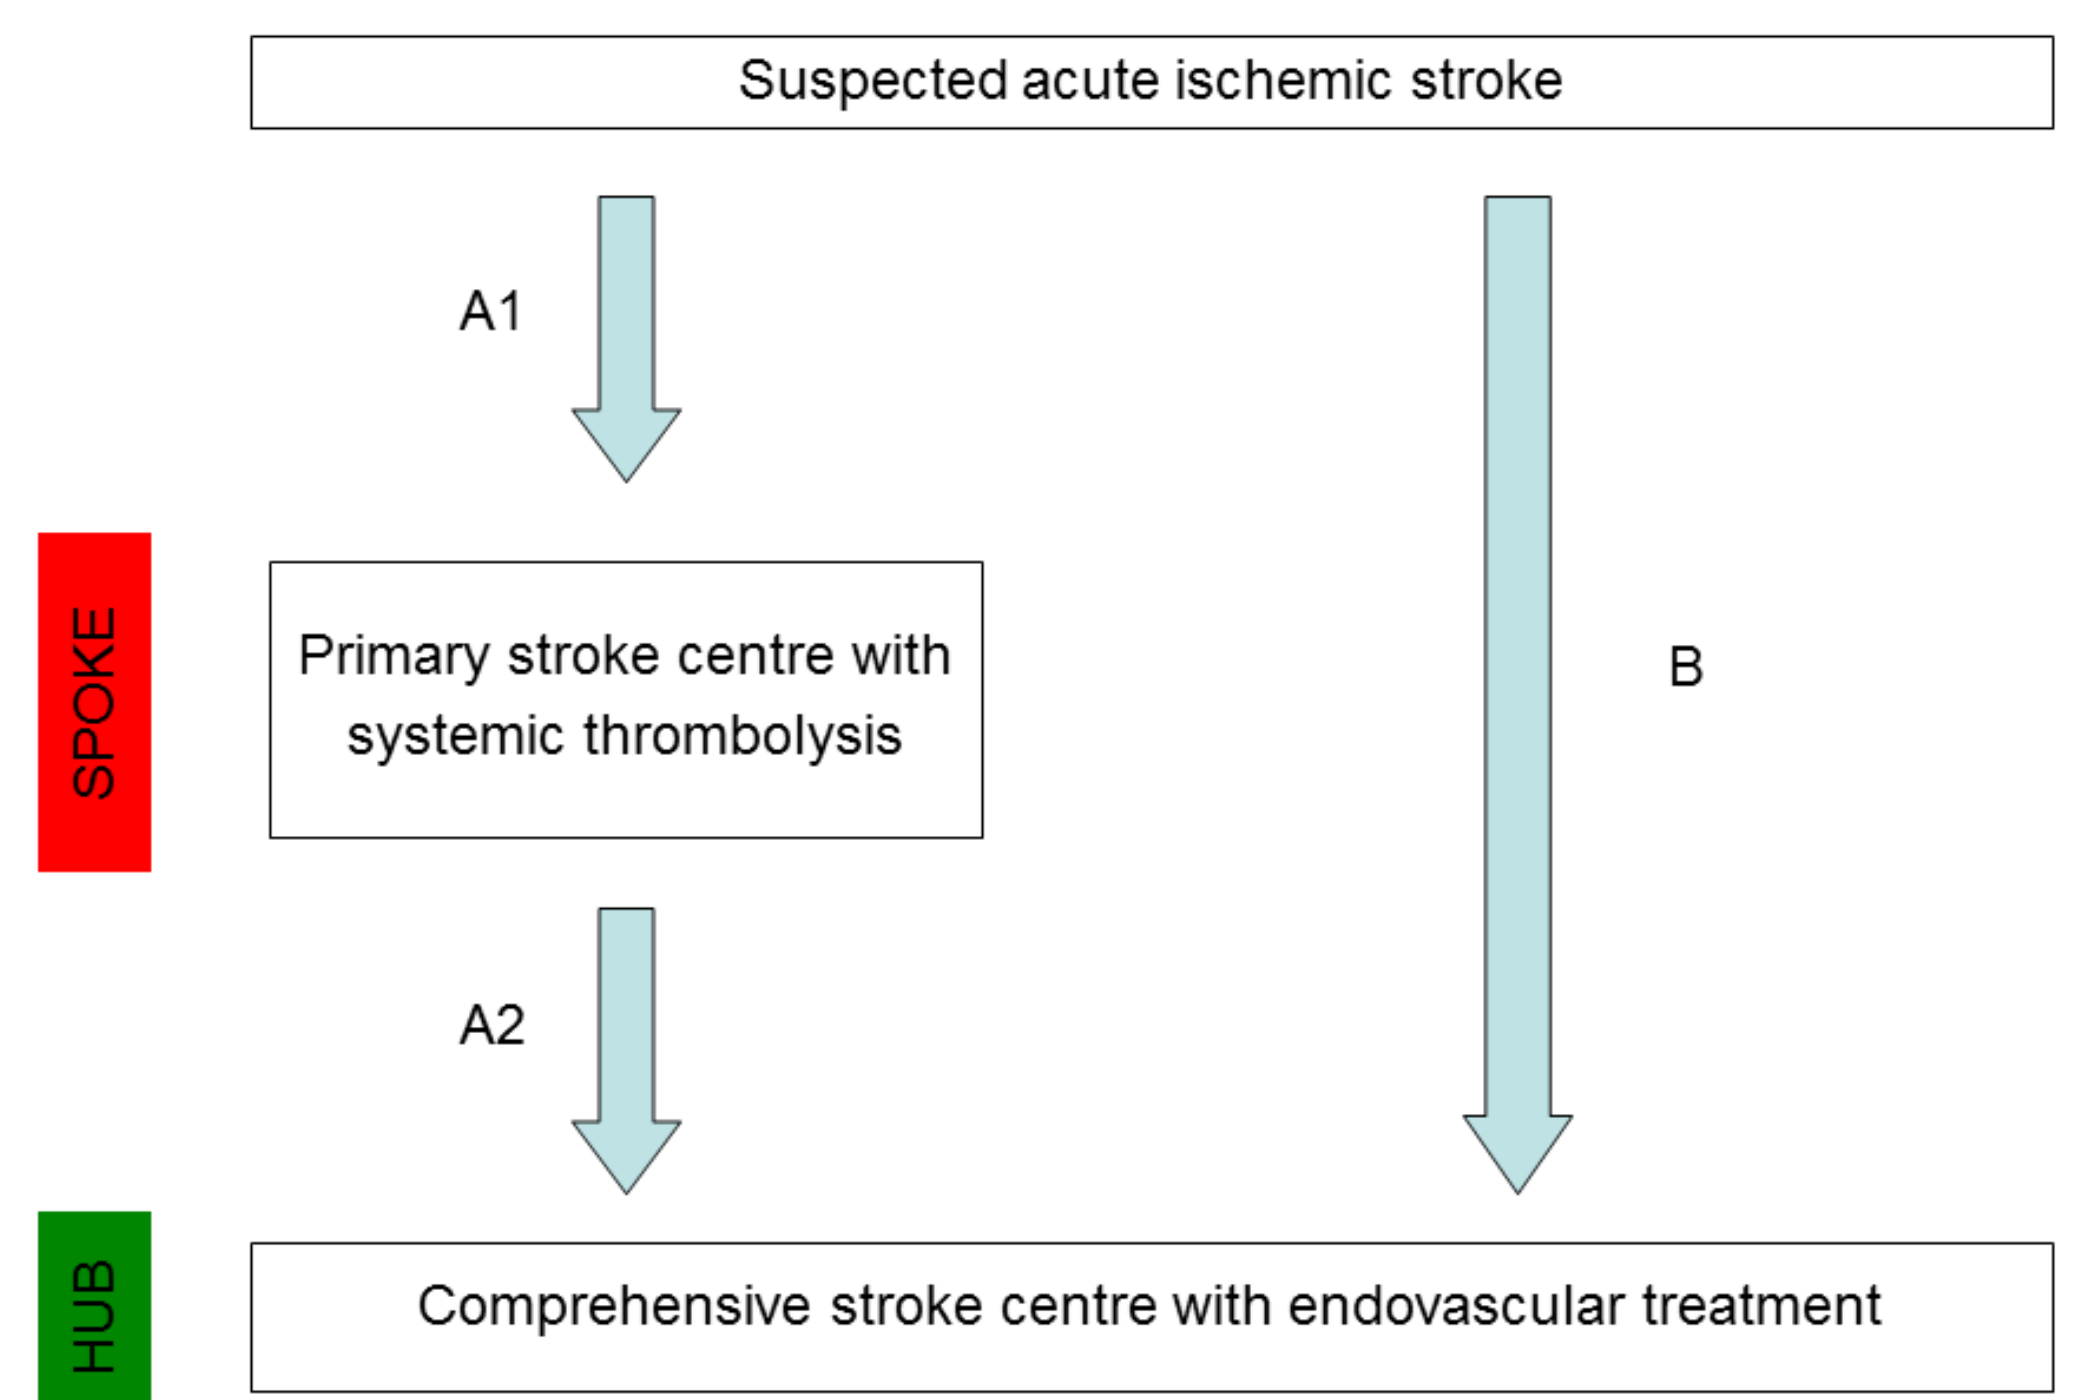 Suspected acute ischemic stroke
A1
SPOKE
Primary stroke centre with
systemic thrombolysis
B
A2
HUB
Comprehensive stroke centre with endovascular treatment